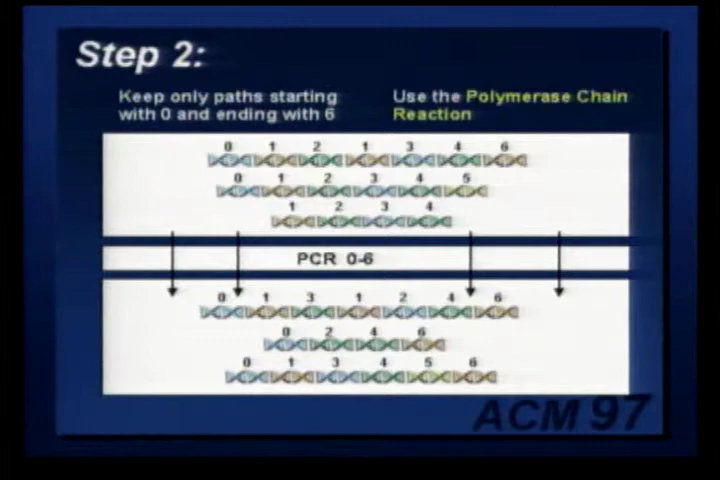 Step 2:
Keep only paths starting
with 0 and ending with 6
Use the Polymerase Chain
Reaction
0 1 2 1 3 4 6
0 1 2 3 4 5
1 2 3 4
PCR 0-6
0 1 3 1 2 4 6
0 2 4 6
0 1 3 4 5 6
ACM 97